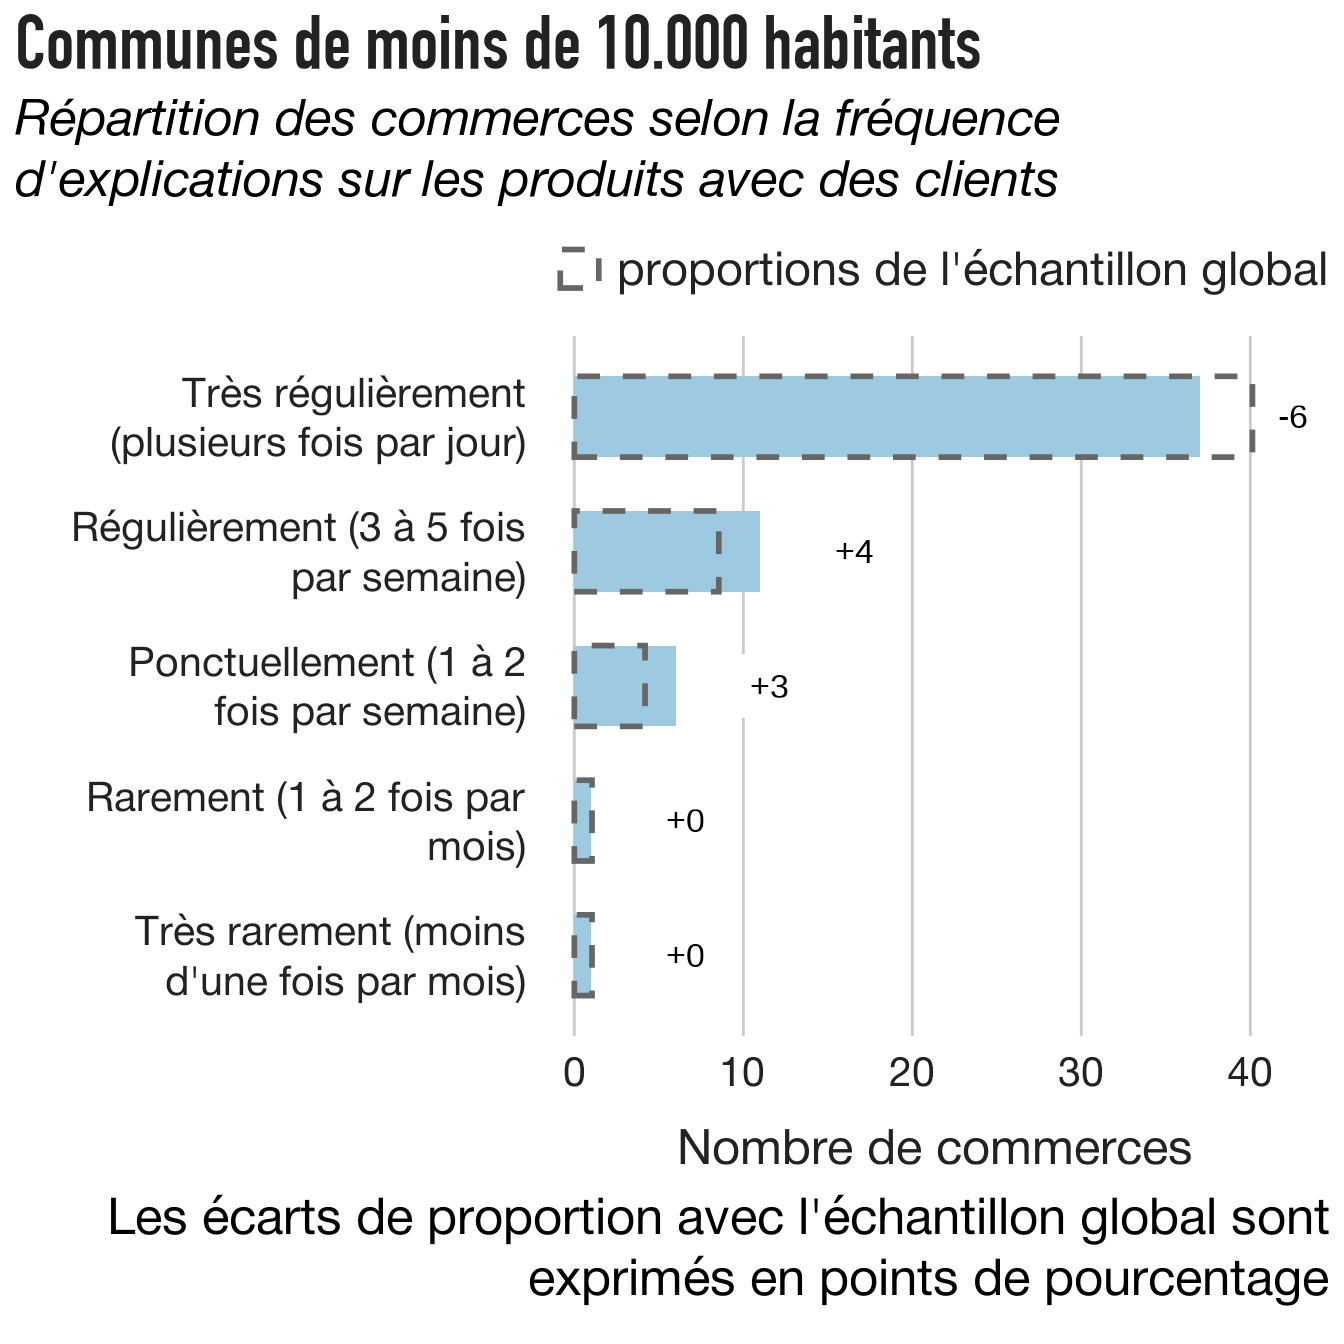 Communes de moins de 10.000 habitants
Répartition des commerces selon la fréquence
d'explications sur les produits avec des clients
proportions de l'échantillon global
Très régulièrement
(plusieurs fois par jour)
-6
Régulièrement (3 à 5 fois
par semaine)
+4
Ponctuellement (1 à 2
fois par semaine)
+3
Rarement (1 à 2 fois par
mois)
+0
Très rarement (moins
d'une fois par mois)
+0
0 10 20 30 40
Nombre de commerces
Les écarts de proportion avec l'échantillon global sont
exprimés en points de pourcentage